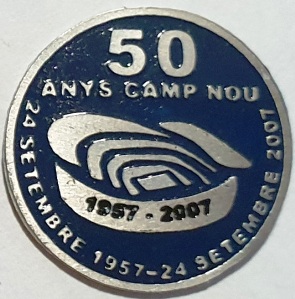 50
ANYS CAMP NOU
1957 - 2007
24 SETEMBRE 1957-24 SETEMBRE 2007